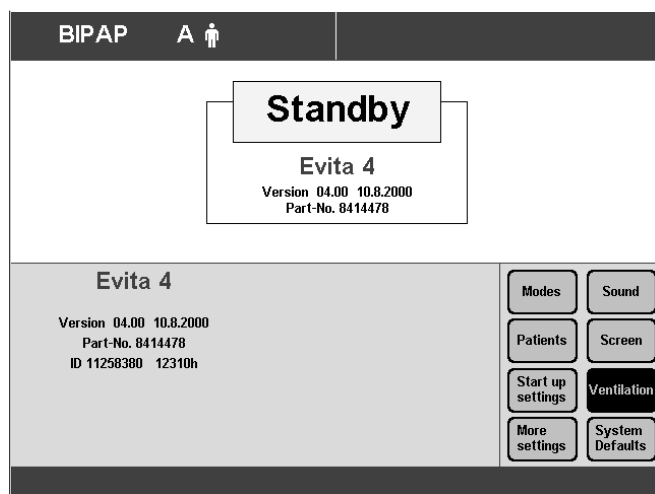 BIPAP A
Standby
Evita 4
Version 04.00 10.8.2000
Part-No. 8414478
Evita 4
Version 04.00 10.8.2000
Part-No. 8414478
ID 11258380 12310h
Modes
Sound
Patients
Screen
Start up
settings
Ventilation
More
settings
System
Defaults